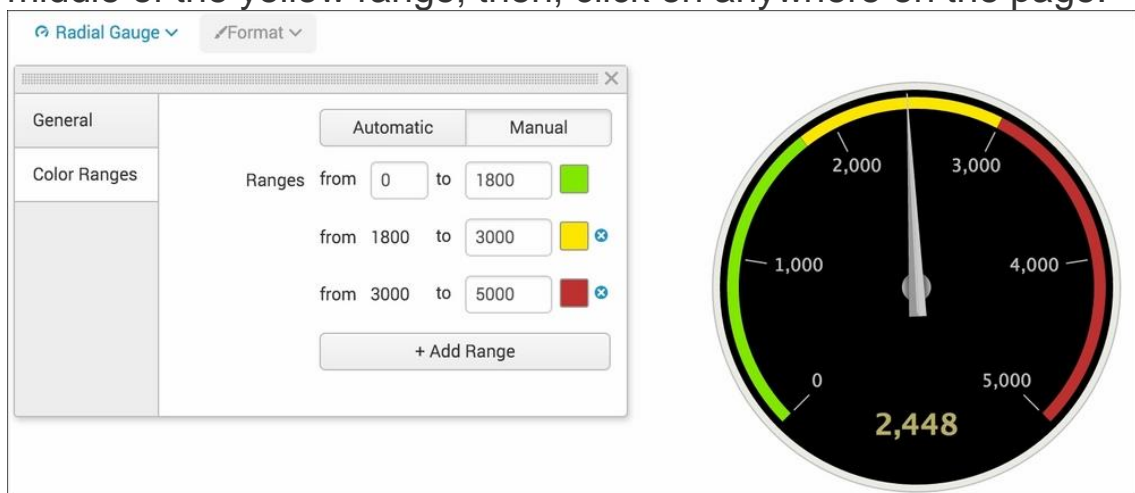 middle of the yellow range, then, click on anywhere on the page.
Radial Gauge Format
General
Automatic Manual
Color Ranges
Ranges from 0 to 1800
from 1800 to 3000
from 3000 to 5000
+ Add Range
2,000 3,000
1,000 4,000
0 5,000
2,448